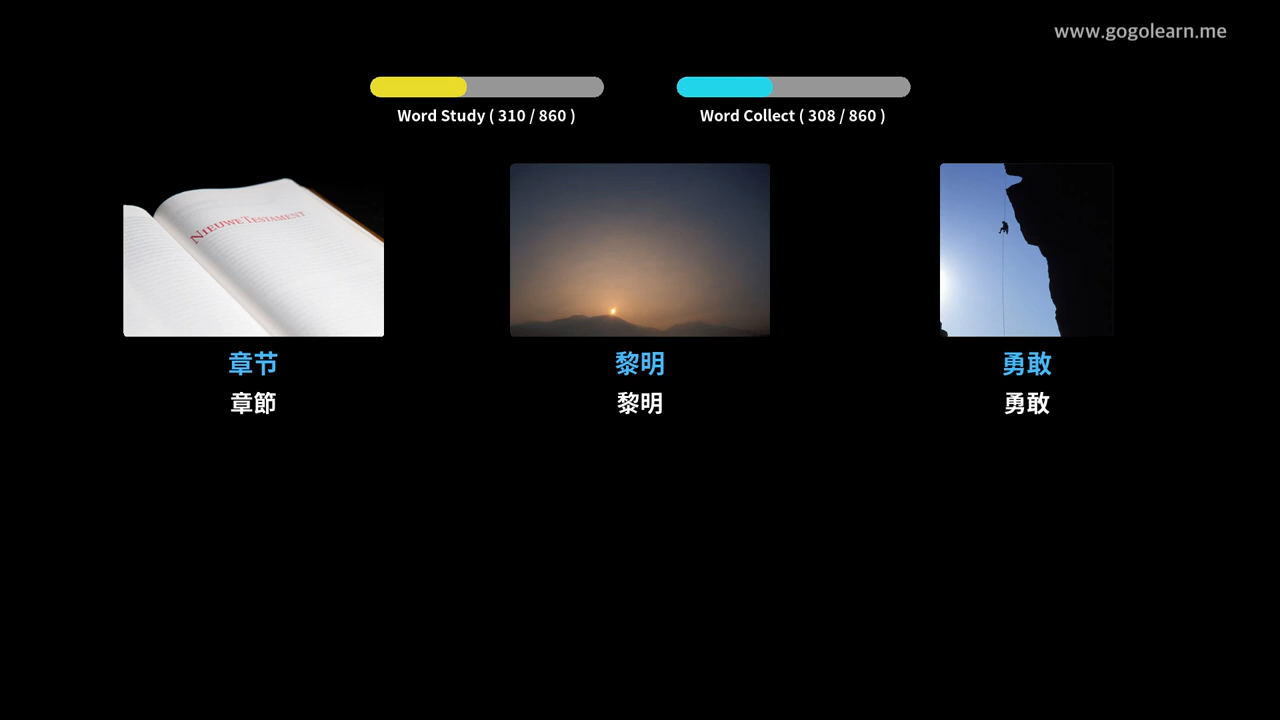 www.gogolearn.me
Word Study ( 310 / 860 )
Word Collect ( 308 / 860 )
NIEUWE TESTAMENT
章节
黎明
勇敢
章節
黎明
勇敢